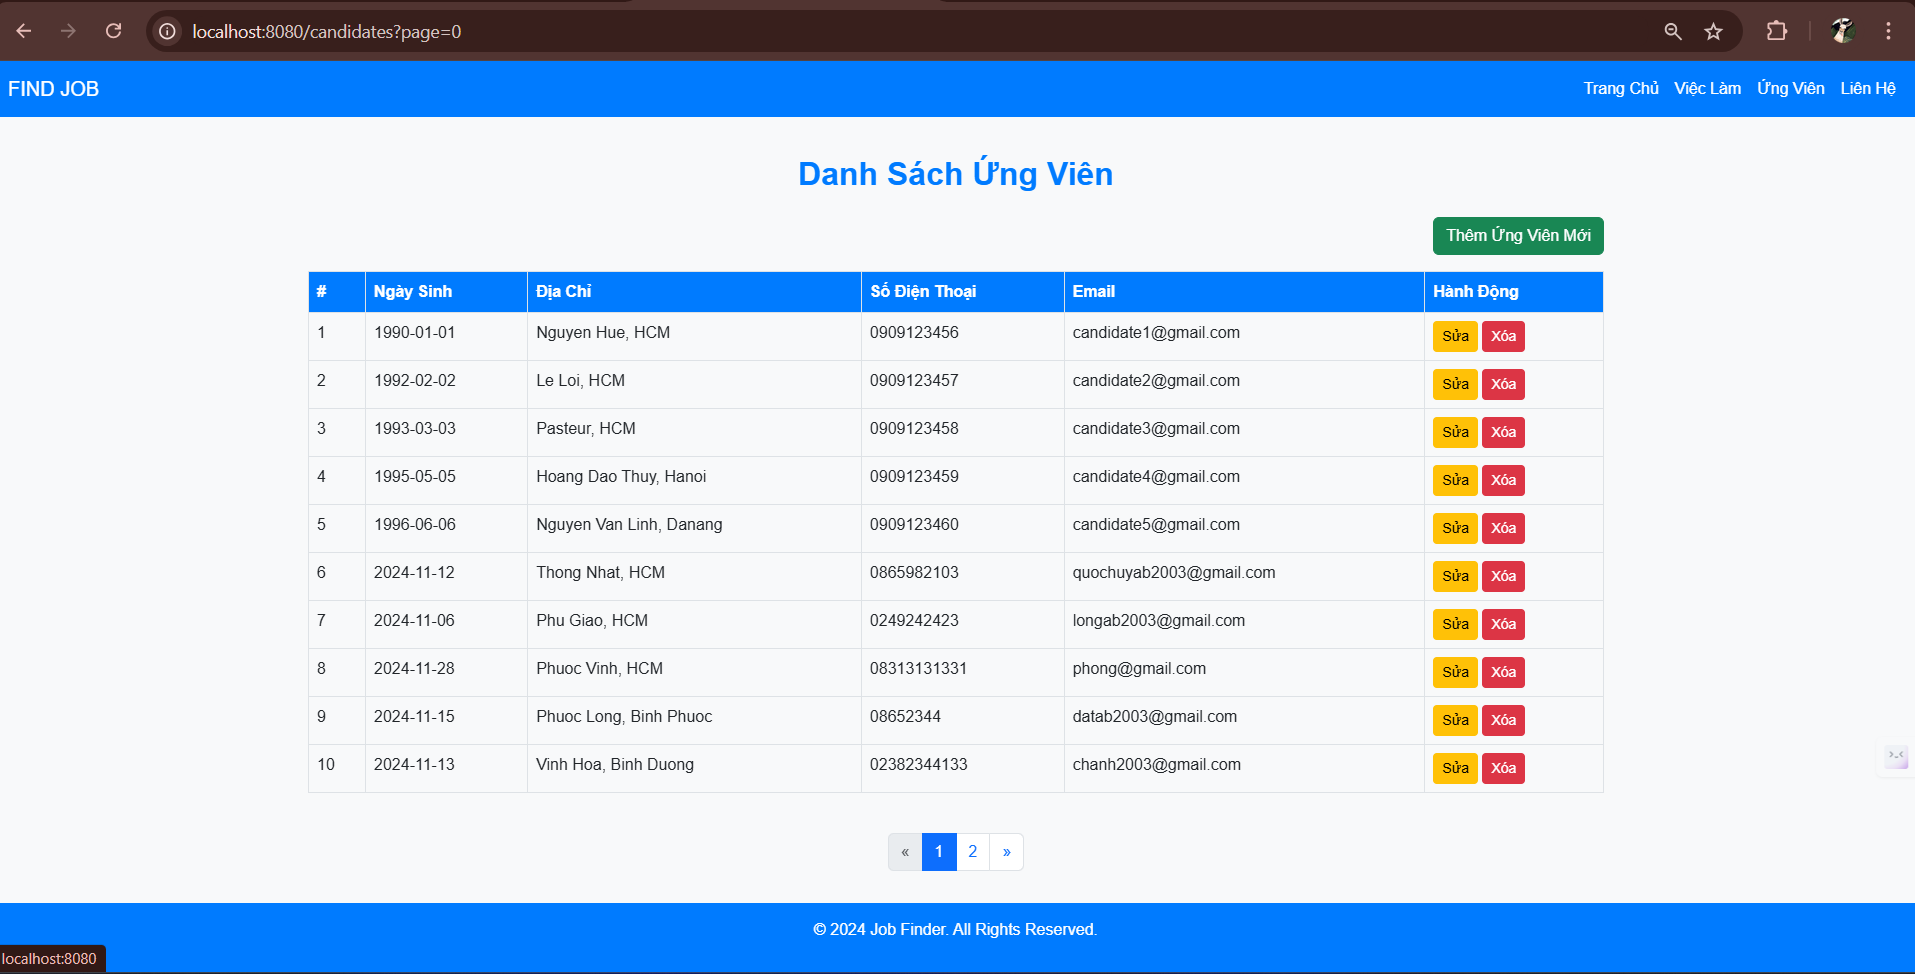 localhost:8080/candidates?page=0
FIND JOB
Trang Chủ Việc Làm Ứng Viên Liên Hệ
Danh Sách Ứng Viên
Thêm Ứng Viên Mới
# Ngày Sinh Địa Chỉ Số Điện Thoại Email Hành Động
1 1990-01-01 Nguyen Hue, HCM 0909123456 candidate1@gmail.com Sửa Xóa
2 1992-02-02 Le Loi, HCM 0909123457 candidate2@gmail.com Sửa Xóa
3 1993-03-03 Pasteur, HCM 0909123458 candidate3@gmail.com Sửa Xóa
4 1995-05-05 Hoang Dao Thuy, Hanoi 0909123459 candidate4@gmail.com Sửa Xóa
5 1996-06-06 Nguyen Van Linh, Danang 0909123460 candidate5@gmail.com Sửa Xóa
6 2024-11-12 Thong Nhat, HCM 0865982103 quochuyab2003@gmail.com Sửa Xóa
7 2024-11-06 Phu Giao, HCM 0249242423 longab2003@gmail.com Sửa Xóa
8 2024-11-28 Phuoc Vinh, HCM 08313131331 phong@gmail.com Sửa Xóa
9 2024-11-15 Phuoc Long, Binh Phuoc 08652344 datab2003@gmail.com Sửa Xóa
10 2024-11-13 Vinh Hoa, Binh Duong 02382344133 chanh2003@gmail.com Sửa Xóa
« 1 2 »
© 2024 Job Finder. All Rights Reserved.
localhost:8080